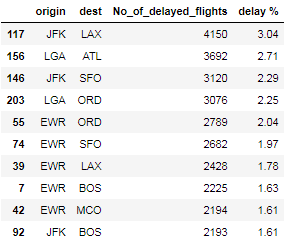 origin dest No_of_delayed_flights delay %
117 JFK LAX 4150 3.04
156 LGA ATL 3692 2.71
146 JFK SFO 3120 2.29
203 LGA ORD 3076 2.25
55 EWR ORD 2789 2.04
74 EWR SFO 2682 1.97
39 EWR LAX 2428 1.78
7 EWR BOS 2225 1.63
42 EWR MCO 2194 1.61
92 JFK BOS 2193 1.61